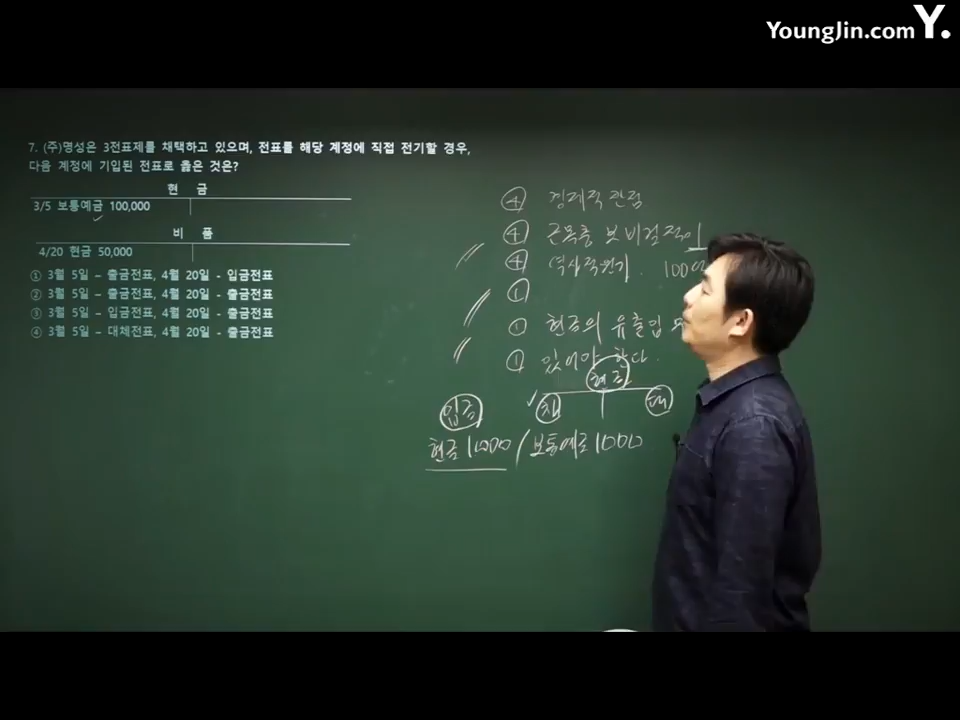 YoungJin.com Y.
7. (주)명성은 3전표제를 채택하고 있으며, 전표를 해당 계정에 직접 전기할 경우,
다음 계정에 기입된 전표로 옳은 것은?
현 금
3/5 보통예금 100,000
비 품
4/20 현금 50,000
① 3월 5일 – 출금전표, 4월 20일 - 입금전표
② 3월 5일 – 출금전표, 4월 20일 - 출금전표
③ 3월 5일 – 입금전표, 4월 20일 - 출금전표
④ 3월 5일 – 대체전표, 4월 20일 - 출금전표
④ 경제적 관점
④
④ 역사적원가. 100억
①
① 현금의 유출입
① 있어야 한다.
현금
입금 차 대
현금 1000 / 보통예금 1000